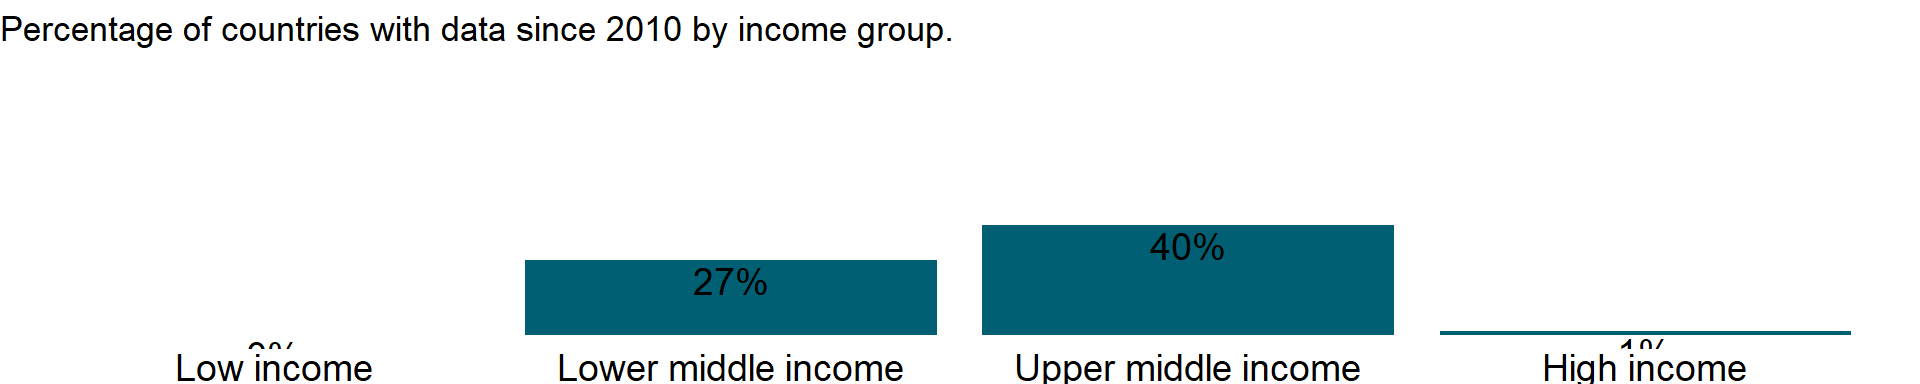 Percentage of countries with data since 2010 by income group.
40%
27%
0%
1%
Low income
Lower middle income
Upper middle income
High income